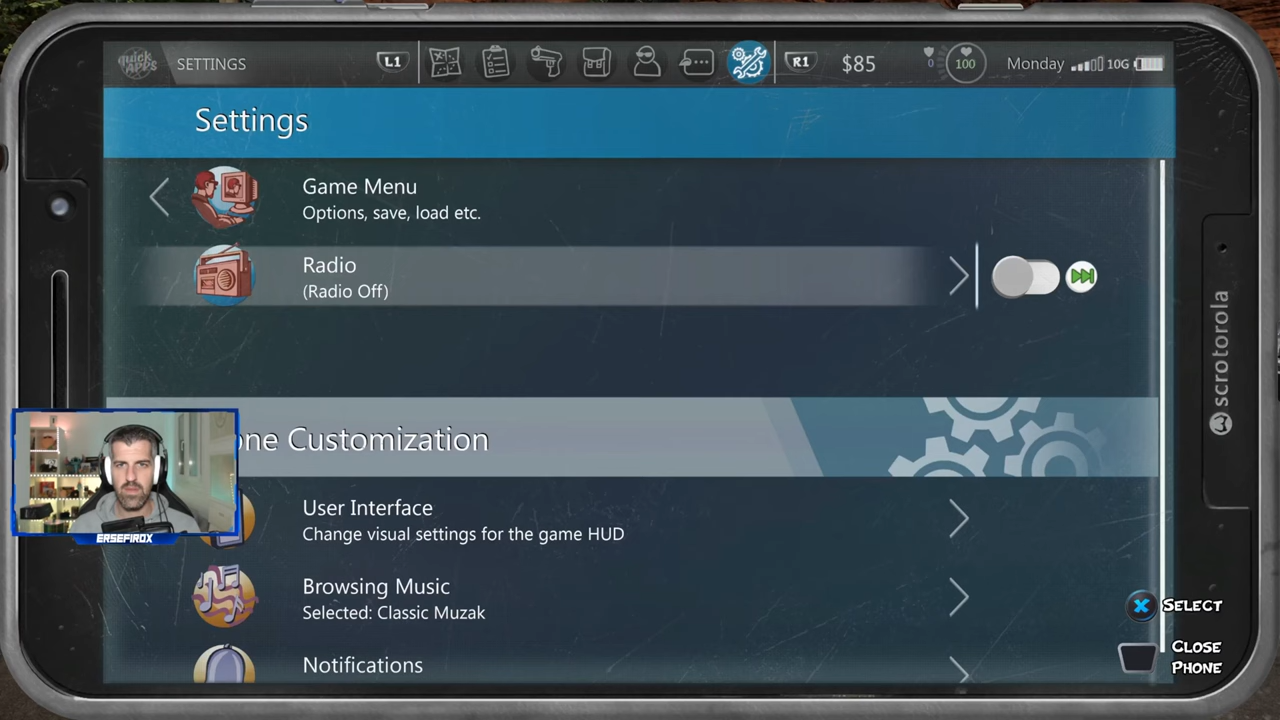 quick APPS
SETTINGS
L1
R1
$85
0
100
Monday
10G
Settings
Game Menu
Options, save, load etc.
Radio
(Radio Off)
one Customization
User Interface
Change visual settings for the game HUD
Browsing Music
Selected: Classic Muzak
Notifications
scrotorola
ERSEFIROX
SELECT
CLOSE
PHONE